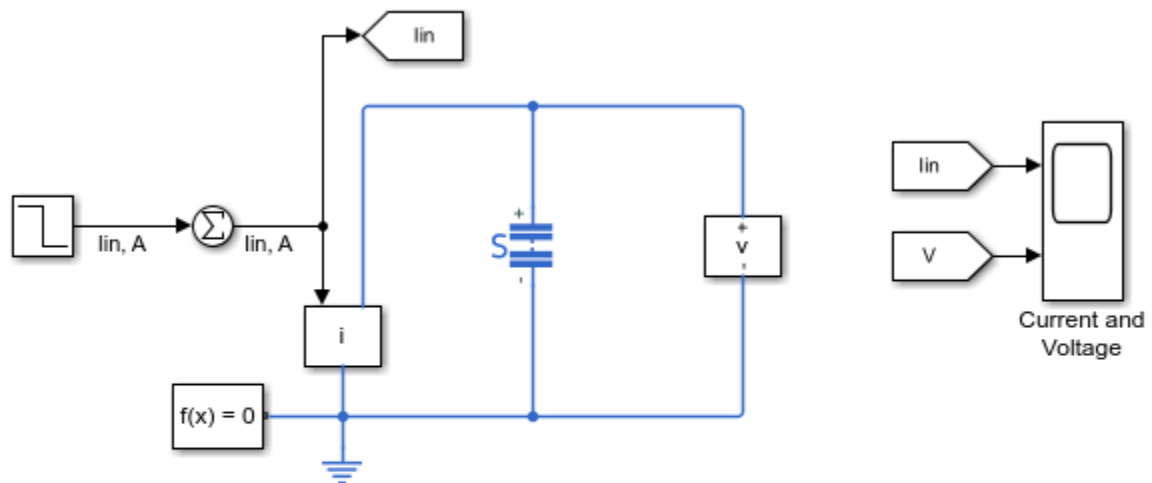 Iin
Iin, A
Σ
Iin, A
i
f(x) = 0
+
S
-
+
v
-
Iin
V
Current and
Voltage